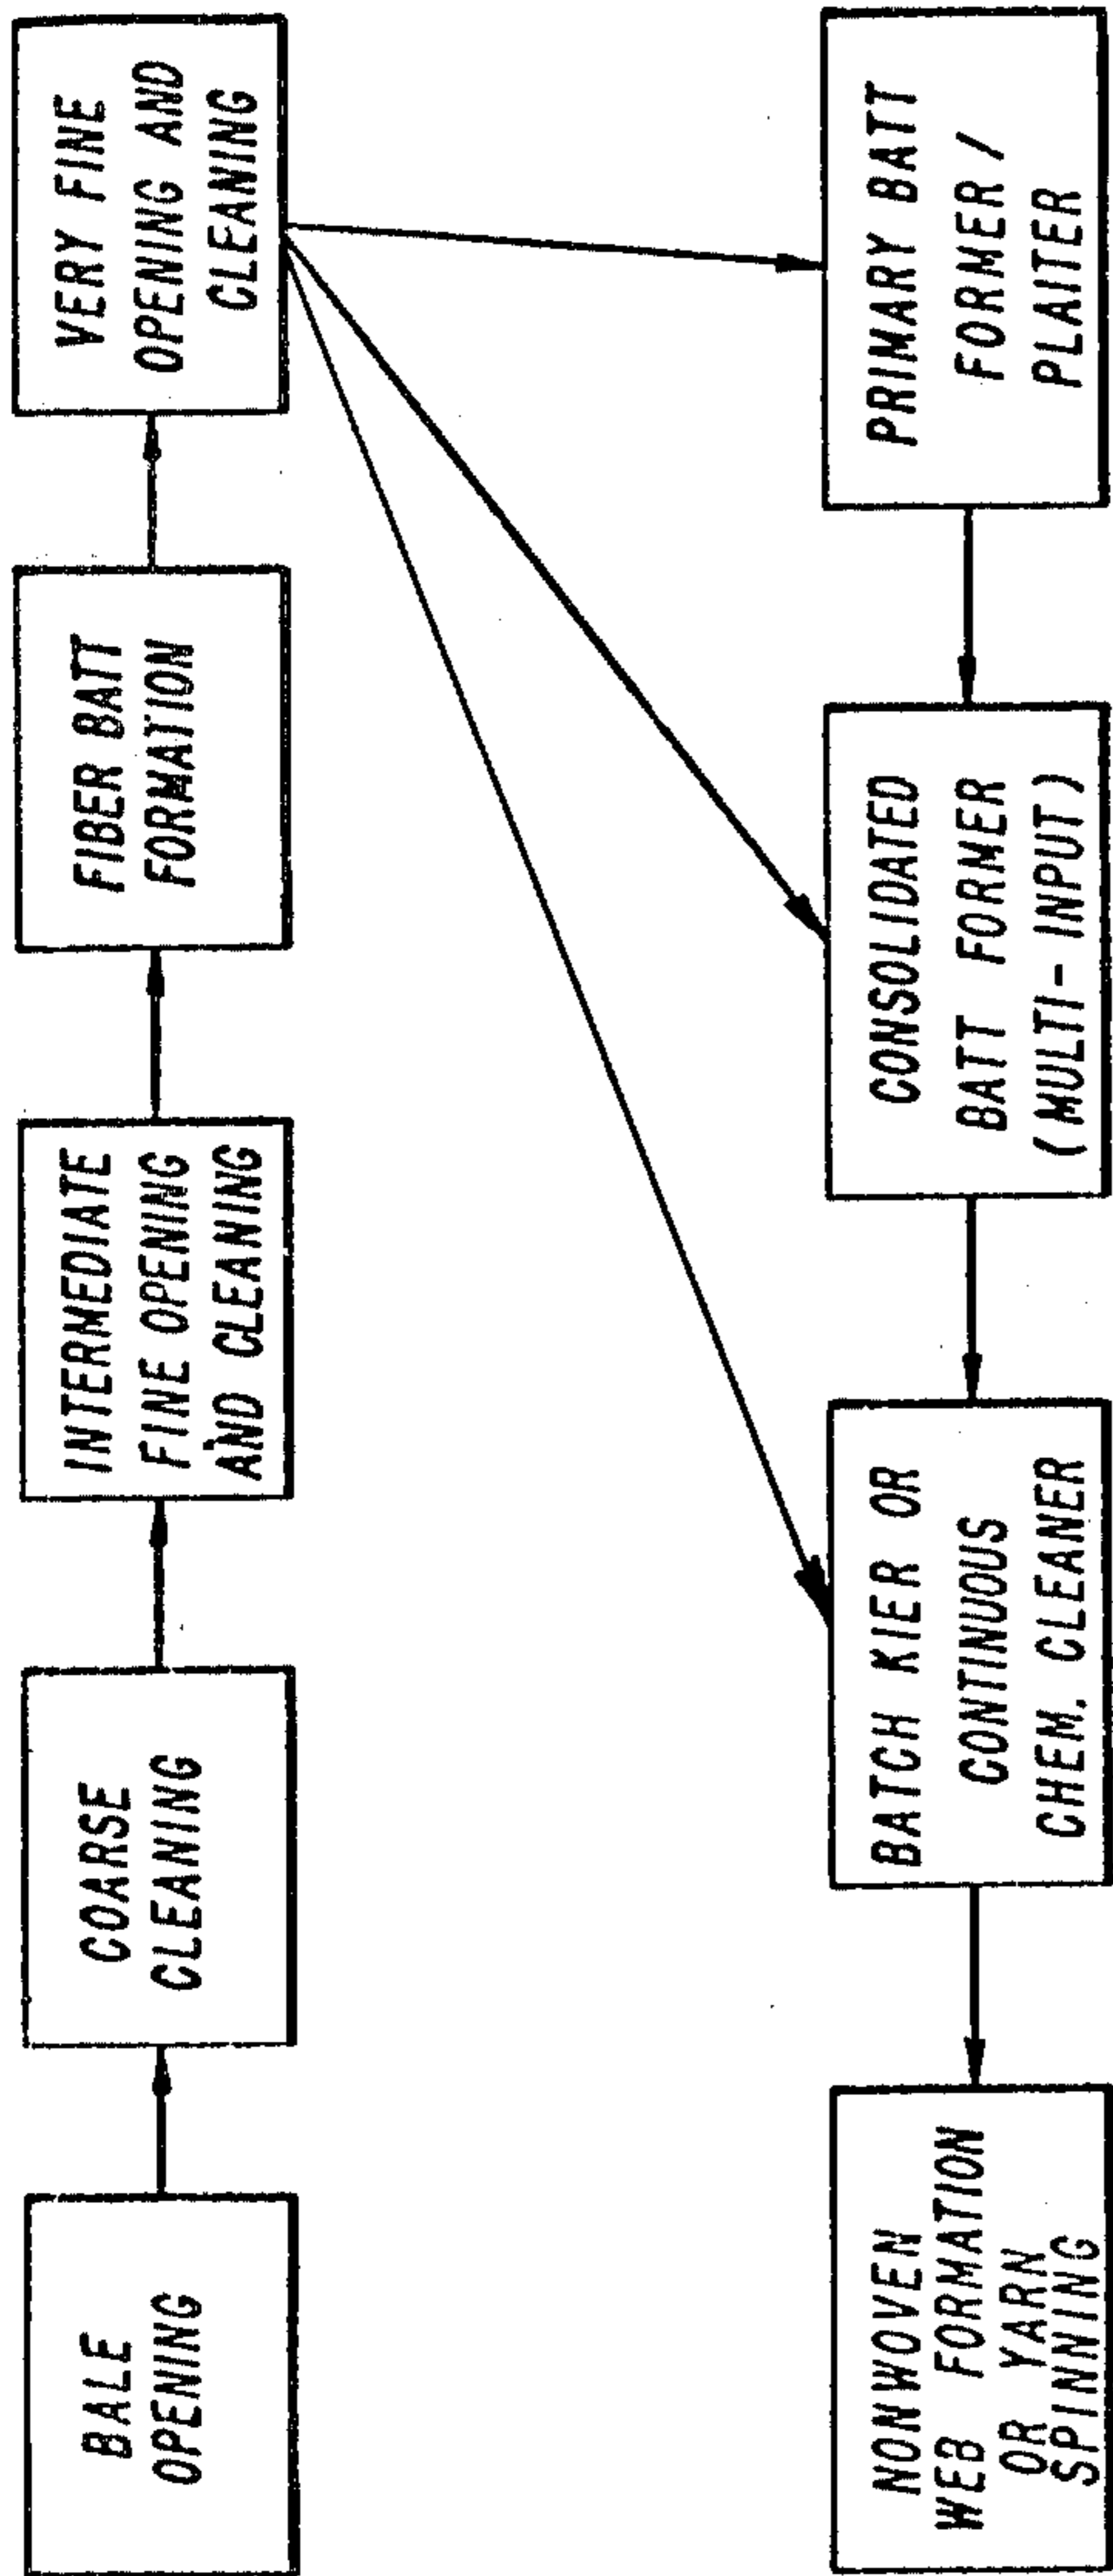 BALE
OPENING
COARSE
CLEANING
INTERMEDIATE
FINE OPENING
AND CLEANING
FIBER BATT
FORMATION
VERY FINE
OPENING AND
CLEANING
NONWOVEN
WEB FORMATION
OR YARN
SPINNING
BATCH KIER OR
CONTINUOUS
CHEM. CLEANER
CONSOLIDATED
BATT FORMER
(MULTI-INPUT)
PRIMARY BATT
FORMER /
PLAITER